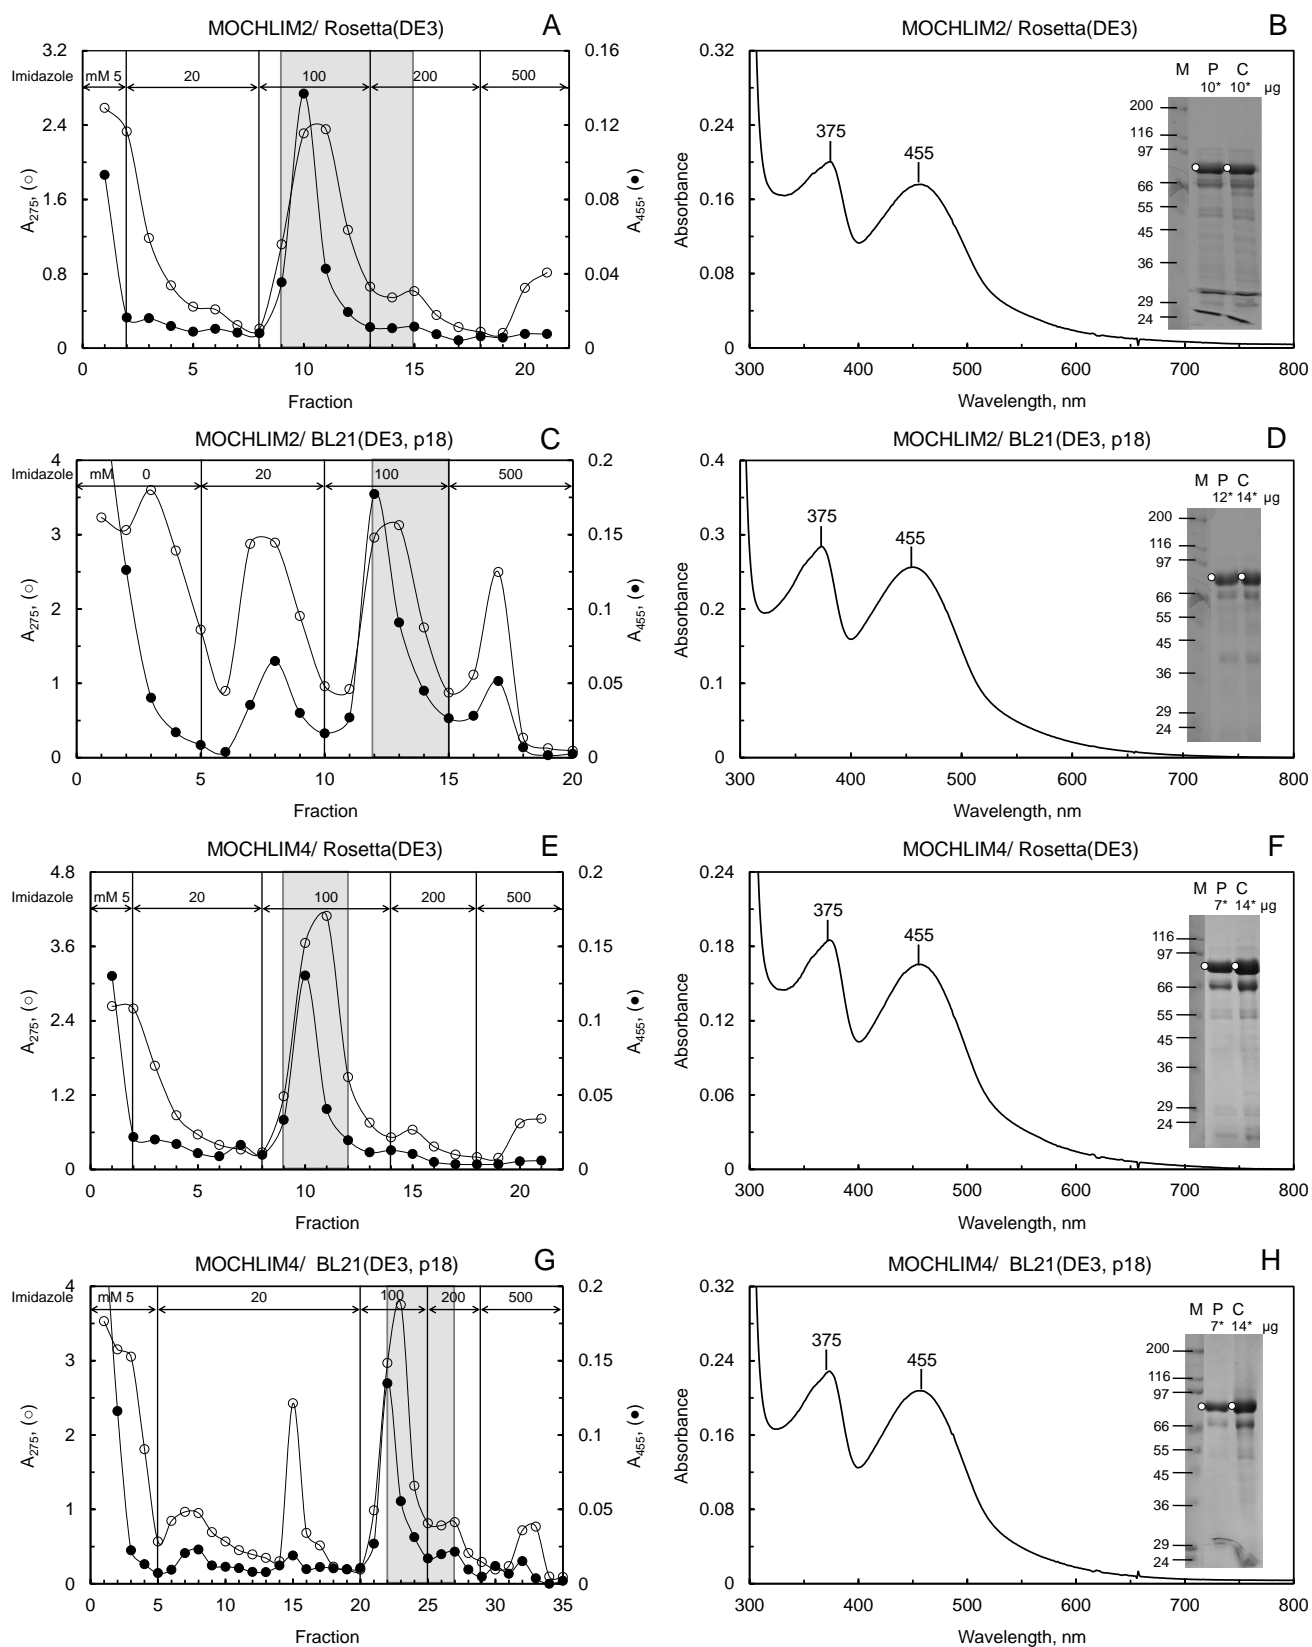 MOCHLIM2/ Rosetta(DE3)
A
3.2
2.4
1.6
0.8
0
0.16
0.12
0.08
0.04
0
Imidazole
mM 5
20
100
200
500
A275, (○)
A455, (●)
0 5 10 15 20
Fraction
MOCHLIM2/ Rosetta(DE3)
B
0.32
0.24
0.16
0.08
0
Absorbance
375
455
M P C
10* 10* µg
200
116
97
66
55
45
36
29
24
300 400 500 600 700 800
Wavelength, nm
MOCHLIM2/ BL21(DE3, p18)
C
4
3
2
1
0
0.2
0.15
0.1
0.05
0
Imidazole
mM 0
20
100
500
A275, (○)
A455, (●)
0 5 10 15 20
Fraction
MOCHLIM2/ BL21(DE3, p18)
D
0.4
0.3
0.2
0.1
0
Absorbance
375
455
M P C
12* 14* µg
200
116
97
66
55
45
36
29
24
300 400 500 600 700 800
Wavelength, nm
MOCHLIM4/ Rosetta(DE3)
E
4.8
3.6
2.4
1.2
0
0.2
0.15
0.1
0.05
0
Imidazole
mM 5
20
100
200
500
A275, (○)
A455, (●)
0 5 10 15 20
Fraction
MOCHLIM4/ Rosetta(DE3)
F
0.24
0.18
0.12
0.06
0
Absorbance
375
455
M P C
7* 14* µg
116
97
66
55
45
36
29
24
300 400 500 600 700 800
Wavelength, nm
MOCHLIM4/ BL21(DE3, p18)
G
4
3
2
1
0
0.2
0.15
0.1
0.05
0
Imidazole
mM 5
20
100
200
500
A275, (○)
A455, (●)
0 5 10 15 20 25 30 35
Fraction
MOCHLIM4/ BL21(DE3, p18)
H
0.32
0.24
0.16
0.08
0
Absorbance
375
455
M P C
7* 14* µg
200
116
97
66
55
45
36
29
24
300 400 500 600 700 800
Wavelength, nm